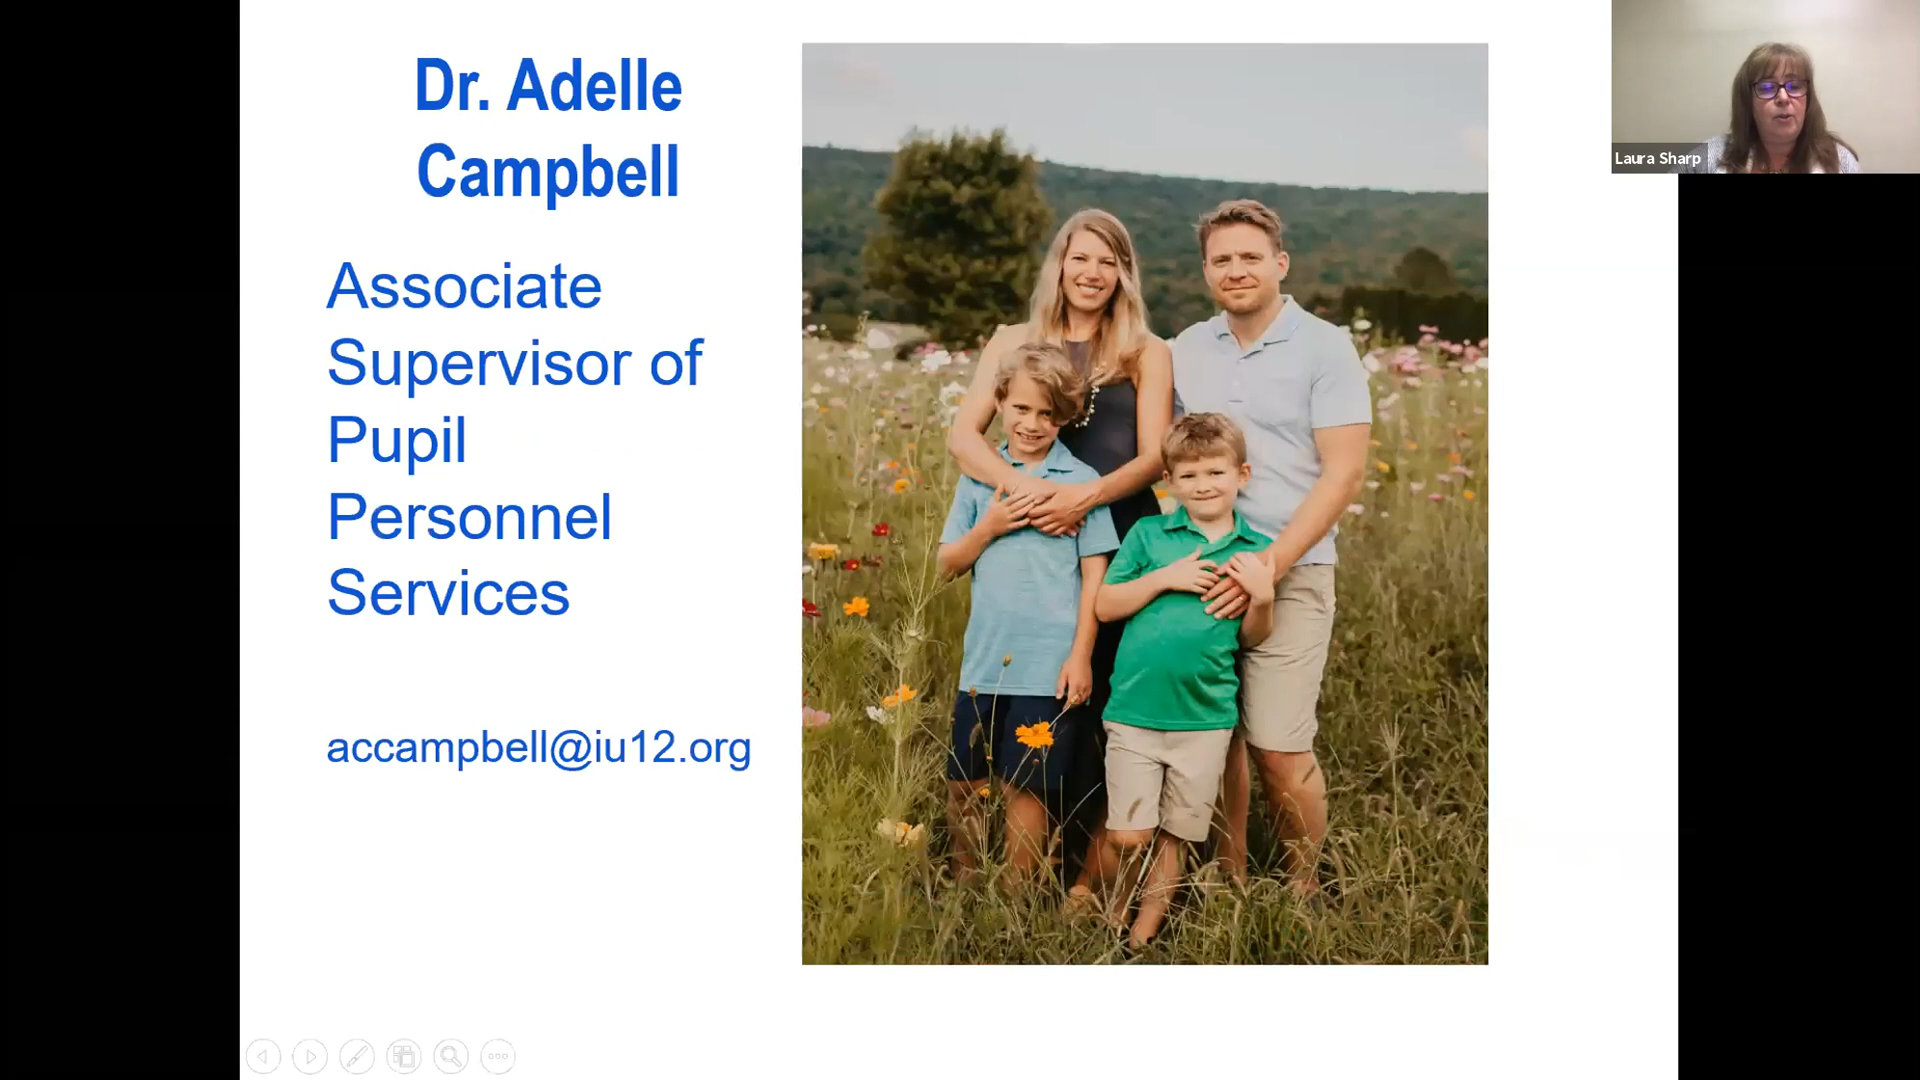 Dr. Adelle
Campbell
Associate
Supervisor of
Pupil
Personnel
Services
accampbell@iu12.org
Laura Sharp